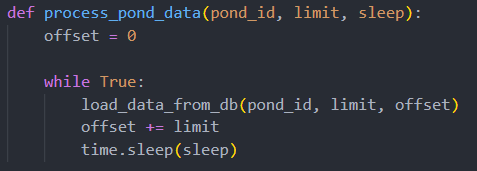 def process_pond_data(pond_id, limit, sleep):
    offset = 0

    while True:
        load_data_from_db(pond_id, limit, offset)
        offset += limit
        time.sleep(sleep)